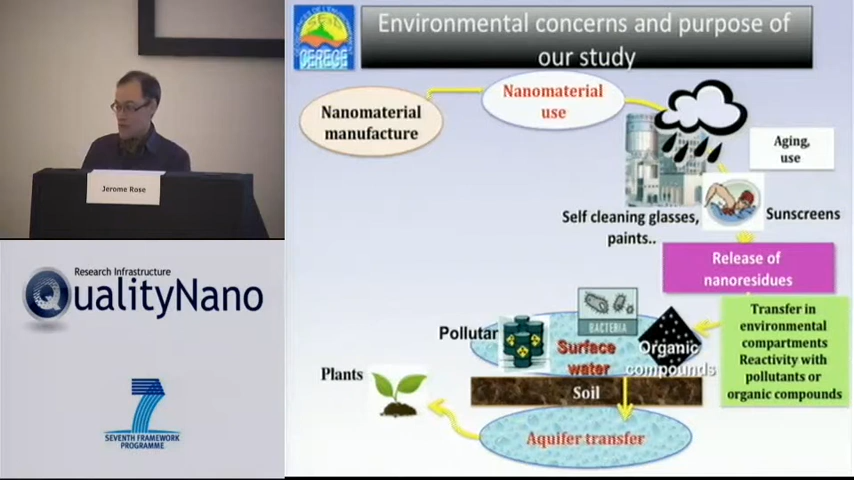 Jerome Rose
Research Infrastructure
QualityNano
7
SEVENTH FRAMEWORK
PROGRAMME
CEREGE
Environmental concerns and purpose of
our study
Nanomaterial
manufacture
Nanomaterial
use
Aging,
use
Self cleaning glasses,
paints..
Sunscreens
Release of
nanoresidues
Pollutan
BACTERIA
Surface
water
Organic
compounds
Transfer in
environmental
compartments
Reactivity with
pollutants or
organic compounds
Plants
Soil
Aquifer transfer